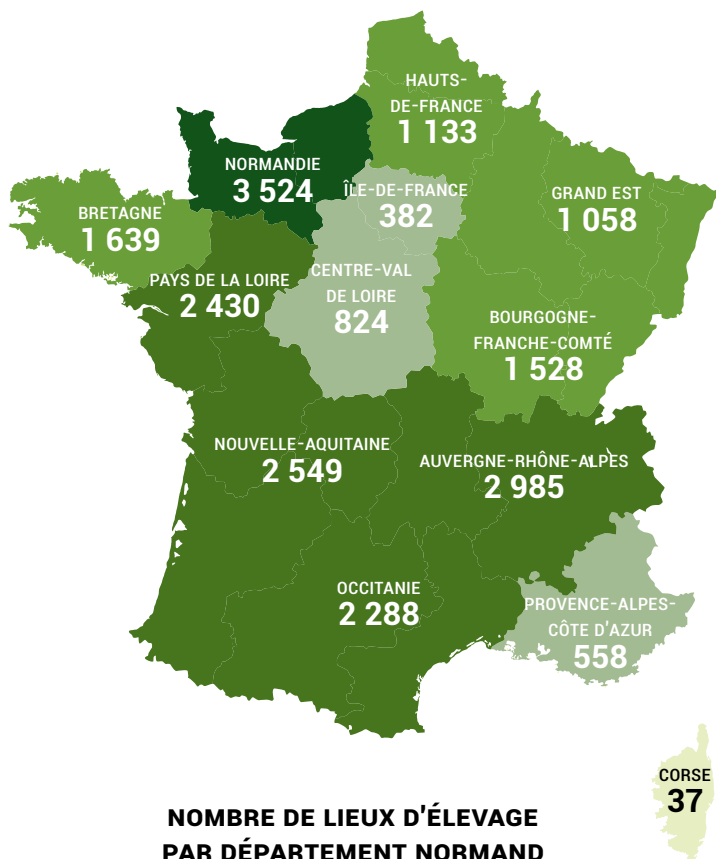 HAUTS-
DE-FRANCE
1 133
NORMANDIE
3 524
ÎLE-DE-FRANCE
382
GRAND EST
1 058
BRETAGNE
1 639
PAYS DE LA LOIRE
2 430
CENTRE-VAL
DE LOIRE
824
BOURGOGNE-
FRANCHE-COMTÉ
1 528
NOUVELLE-AQUITAINE
2 549
AUVERGNE-RHÔNE-ALPES
2 985
OCCITANIE
2 288
PROVENCE-ALPES-
CÔTE D'AZUR
558
CORSE
37
NOMBRE DE LIEUX D'ÉLEVAGE
PAR DÉPARTEMENT NORMAND